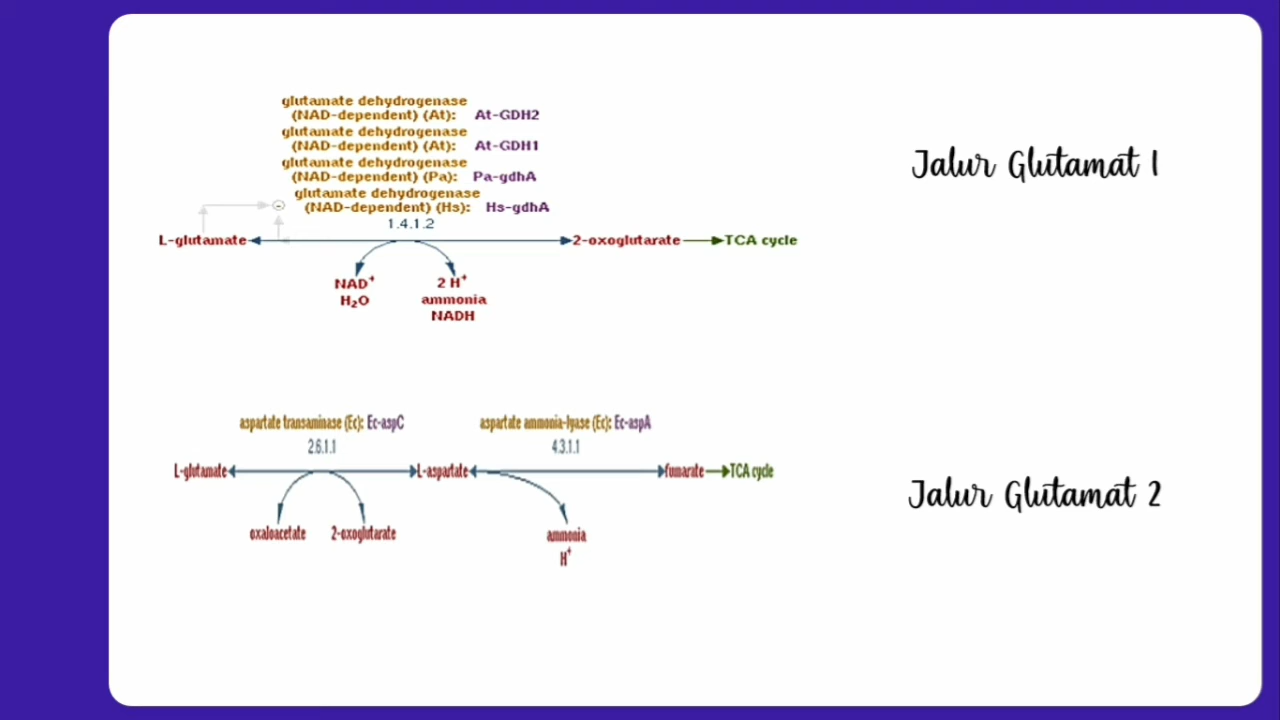 glutamate dehydrogenase
(NAD-dependent) (At): At-GDH2
glutamate dehydrogenase
(NAD-dependent) (At): At-GDH1
glutamate dehydrogenase
(NAD-dependent) (Pa): Pa-gdhA
glutamate dehydrogenase
(NAD-dependent) (Hs): Hs-gdhA
1.4.1.2
L-glutamate 2-oxoglutarate TCA cycle
NAD⁺ 2 H⁺
H₂O ammonia
NADH
Jalur Glutamat 1
aspartate transaminase (Ec): Ec-aspC aspartate ammonia-lyase (Ec): Ec-aspA
2.6.1.1 4.3.1.1
L-glutamate L-aspartate fumarate TCA cycle
oxaloacetate 2-oxoglutarate ammonia
H⁺
Jalur Glutamat 2